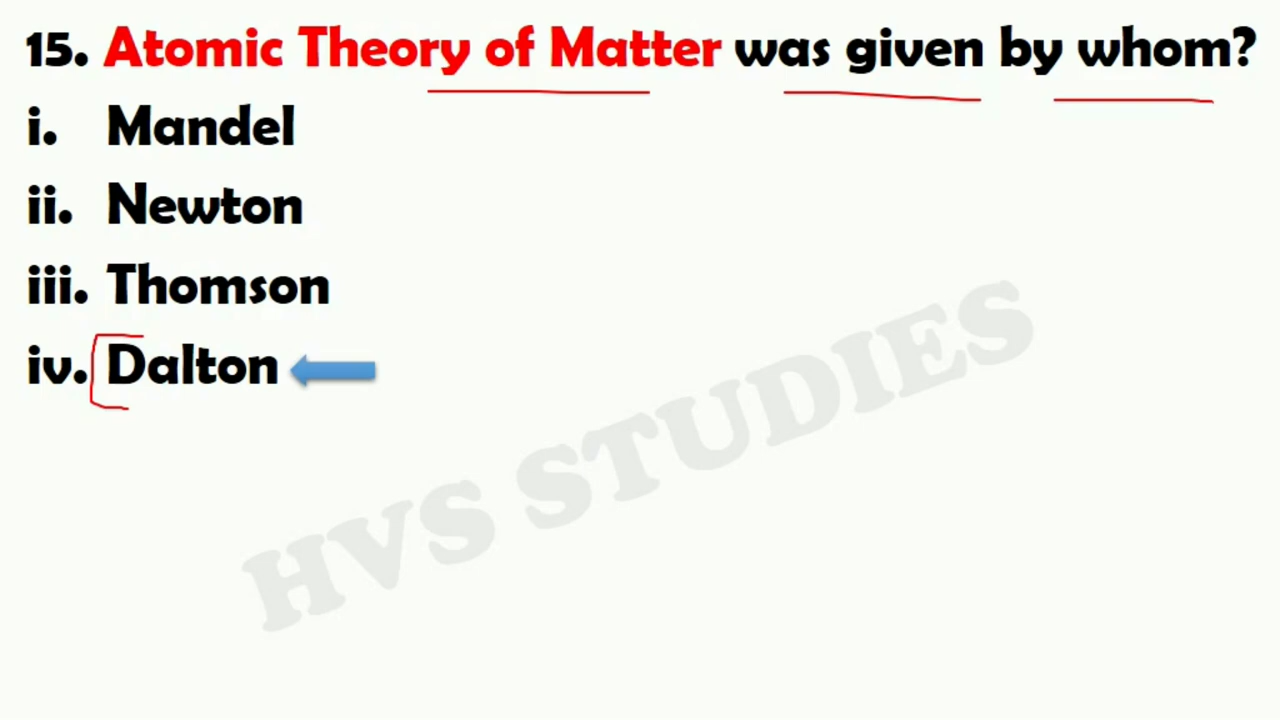 15. Atomic Theory of Matter was given by whom?
i. Mandel
ii. Newton
iii. Thomson
iv. Dalton
HVS STUDIES